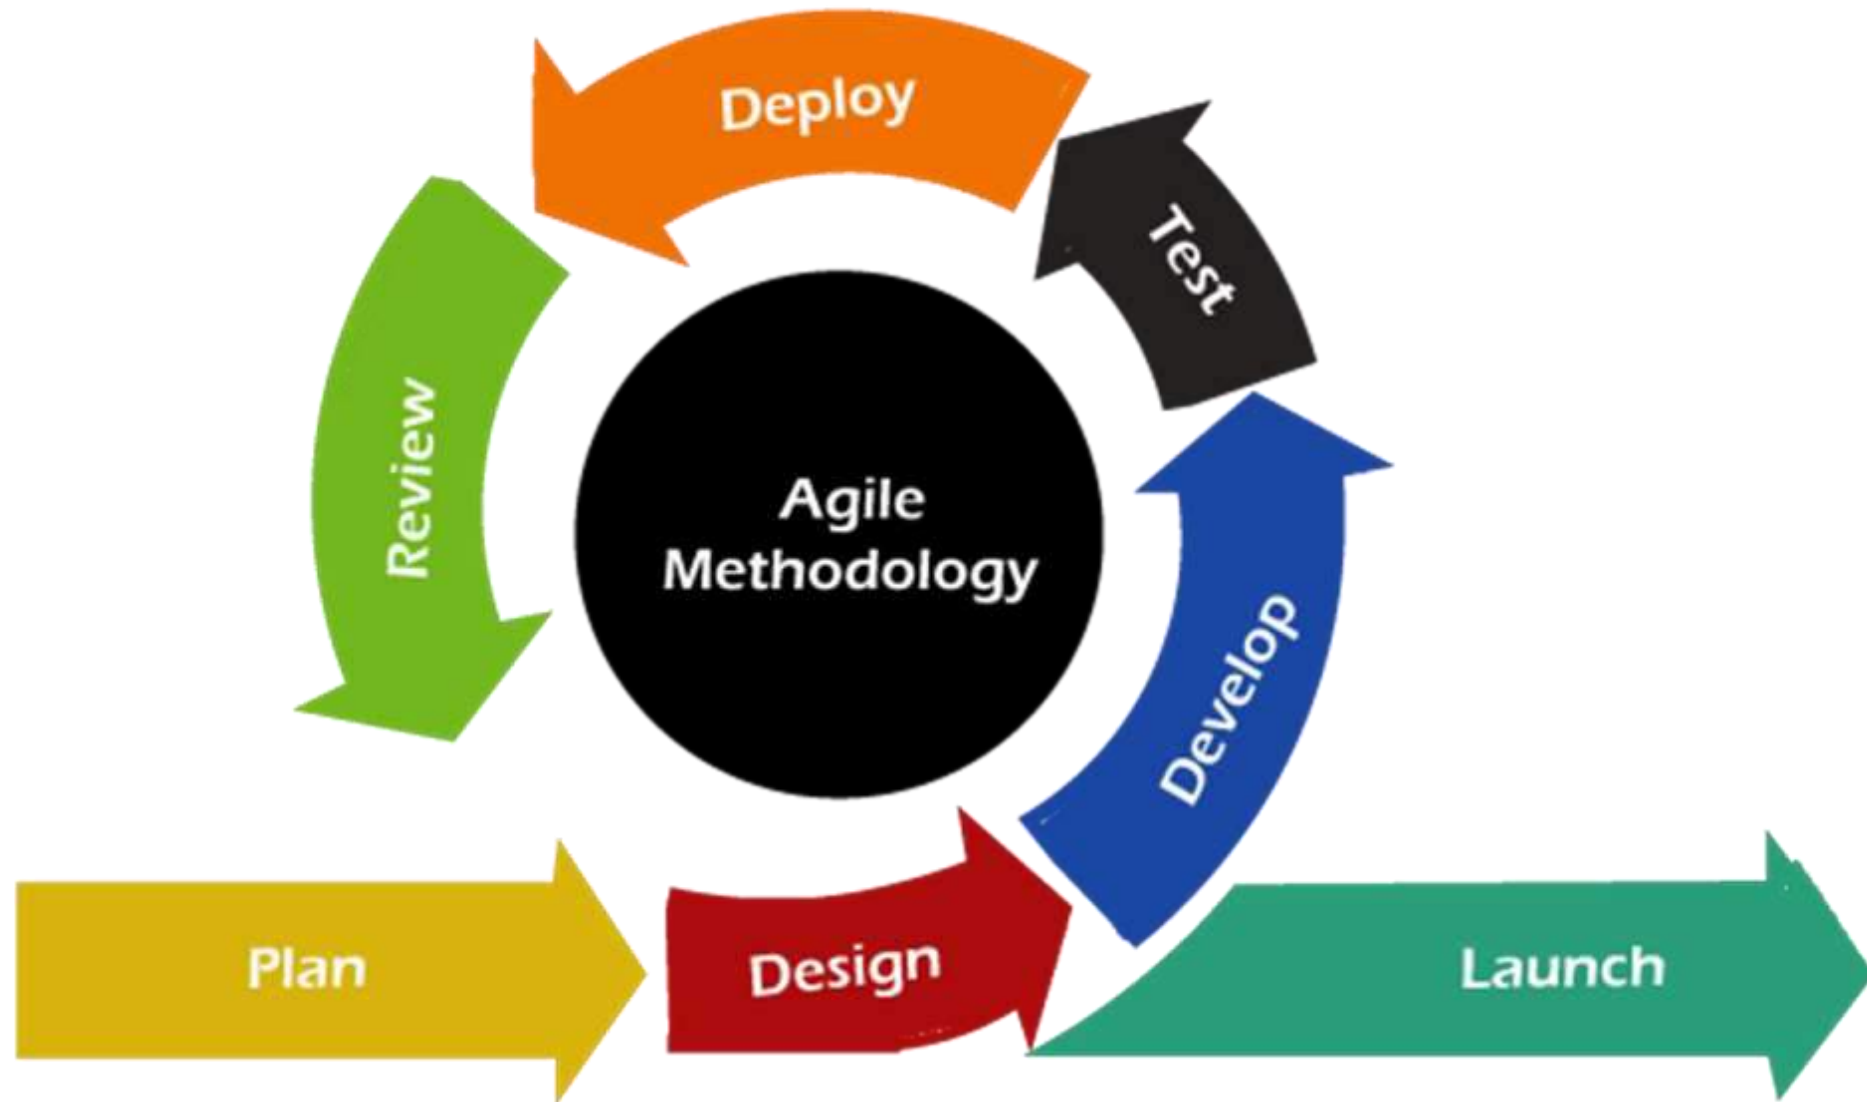 Deploy
Test
Review
Agile
Methodology
Develop
Plan
Design
Launch